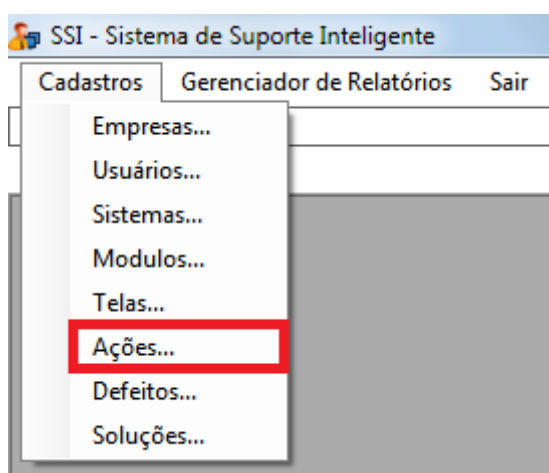 SSI - Sistema de Suporte Inteligente
Cadastros Gerenciador de Relatórios Sair
Empresas...
Usuários...
Sistemas...
Modulos...
Telas...
Ações...
Defeitos...
Soluções...